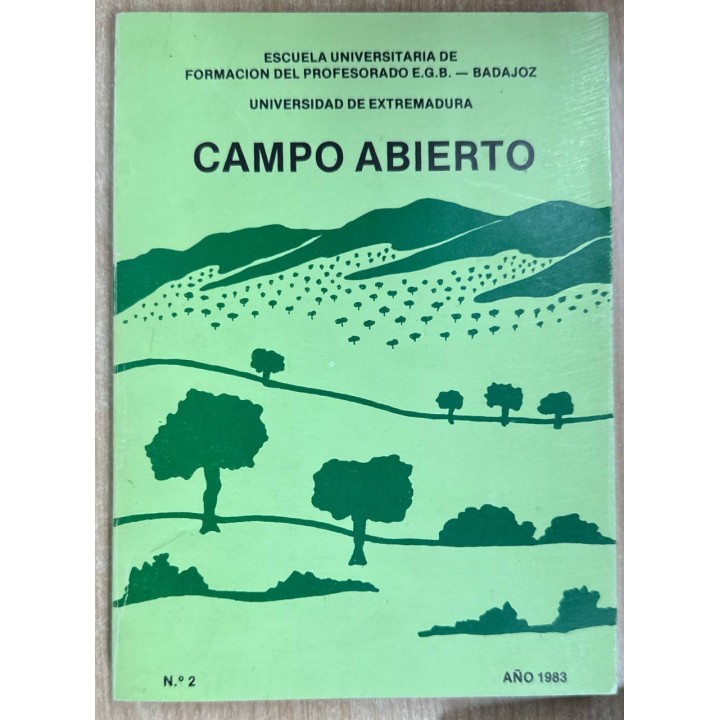 ESCUELA UNIVERSITARIA DE
FORMACION DEL PROFESORADO E.G.B. — BADAJOZ
UNIVERSIDAD DE EXTREMADURA
CAMPO ABIERTO
N.º 2
AÑO 1983